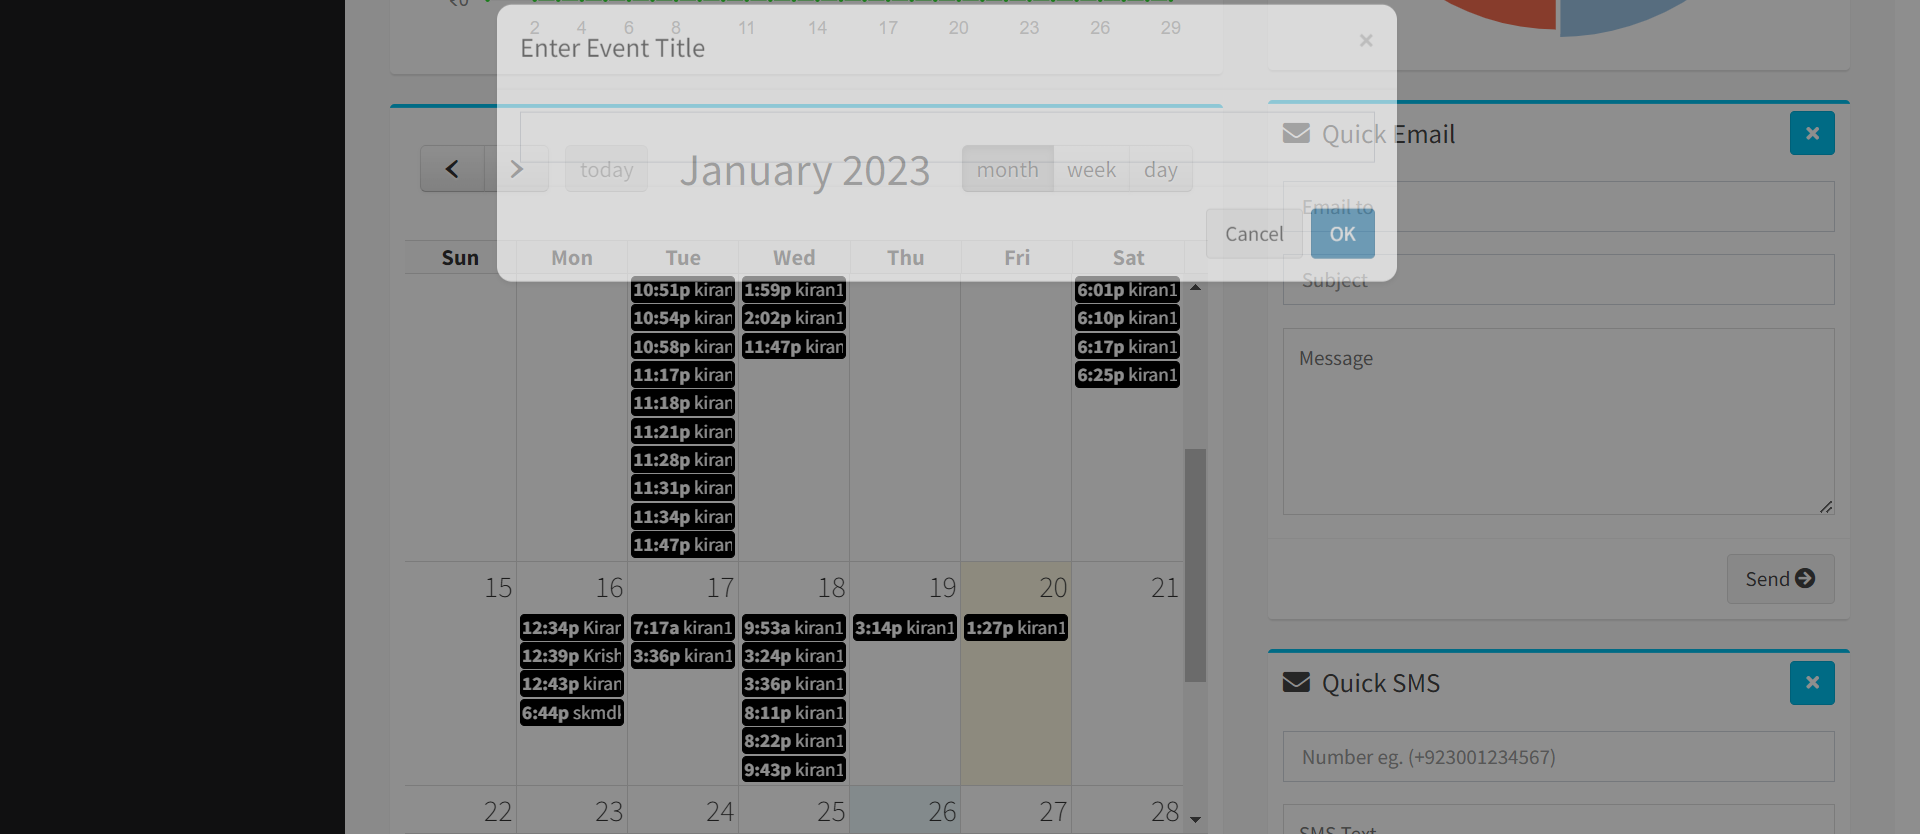 ₹0
2 4 6 8 11 14 17 20 23 26 29
Enter Event Title
×
today
January 2023
month week day
Cancel OK
Sun Mon Tue Wed Thu Fri Sat
10:51p kiran
10:54p kiran
10:58p kiran
11:17p kiran
11:18p kiran
11:21p kiran
11:28p kiran
11:31p kiran
11:34p kiran
11:47p kiran
1:59p kiran1
2:02p kiran1
11:47p kiran
6:01p kiran1
6:10p kiran1
6:17p kiran1
6:25p kiran1
15 16 17 18 19 20 21
12:34p Kiran
12:39p Krish
12:43p kiran
6:44p skmdl
7:17a kiran1
3:36p kiran1
9:53a kiran1
3:24p kiran1
3:36p kiran1
8:11p kiran1
8:22p kiran1
9:43p kiran1
3:14p kiran1
1:27p kiran1
22 23 24 25 26 27 28
Quick Email
Email to
Subject
Message
Send
Quick SMS
Number eg. (+923001234567)
SMS Text